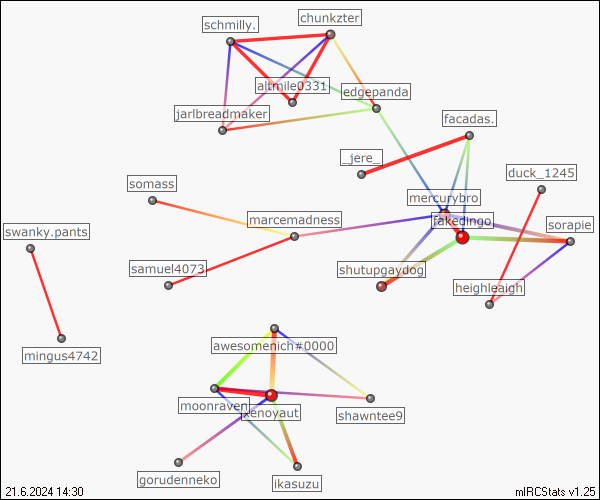 chunkzter
schmilly.
altmile0331
edgepanda
jarlbreadmaker
facadas.
_jere_
duck_1245
somass
mercurybro
marcemadness
fakedingo
sorapie
swanky.pants
samuel4073
shutupgaydog
heighleaigh
mingus4742
awesomenich#0000
moonraven
xenoyaut
shawntee9
gorudenneko
ikasuzu
21.6.2024 14:30
mIRCStats v1.25